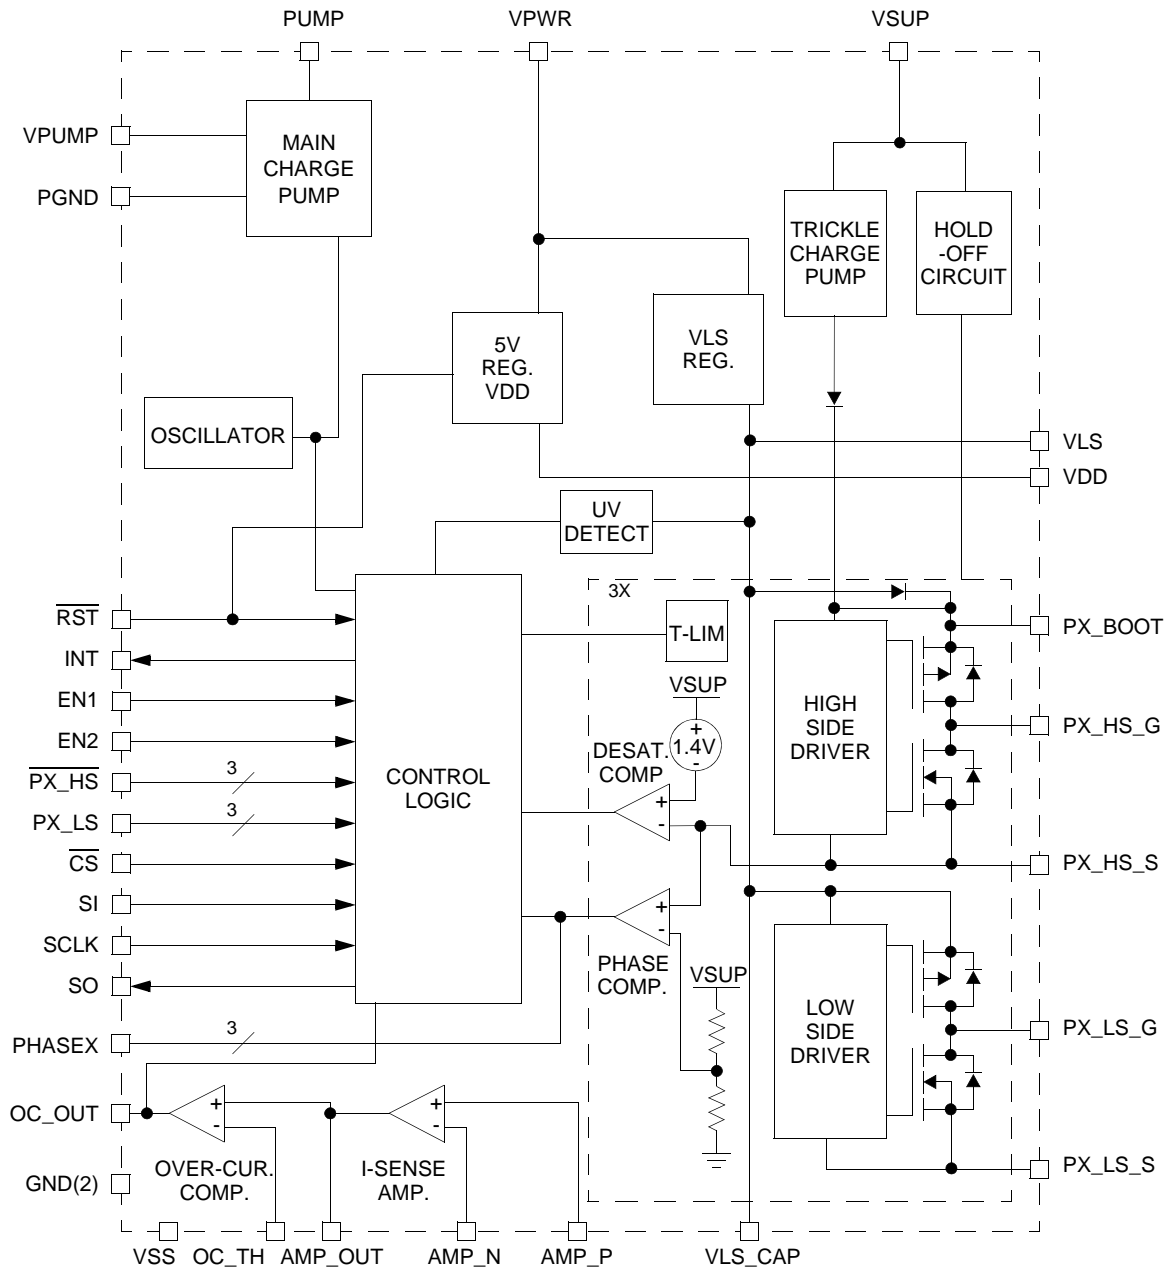 PUMP
VPWR
VSUP
VPUMP
PGND
MAIN
CHARGE
PUMP
TRICKLE
CHARGE
PUMP
HOLD
-OFF
CIRCUIT
5V
REG.
VDD
VLS
REG.
OSCILLATOR
VLS
VDD
UV
DETECT
3X
RST
INT
EN1
EN2
PX_HS
3
PX_LS
3
CS
SI
SCLK
SO
PHASEX
3
OC_OUT
GND(2)
CONTROL
LOGIC
T-LIM
VSUP
+
1.4V
-
DESAT.
COMP.
+
-
+
-
PHASE
COMP.
VSUP
HIGH
SIDE
DRIVER
LOW
SIDE
DRIVER
PX_BOOT
PX_HS_G
PX_HS_S
PX_LS_G
PX_LS_S
+
-
OVER-CUR.
COMP.
+
-
I-SENSE
AMP.
VSS
OC_TH
AMP_OUT
AMP_N
AMP_P
VLS_CAP